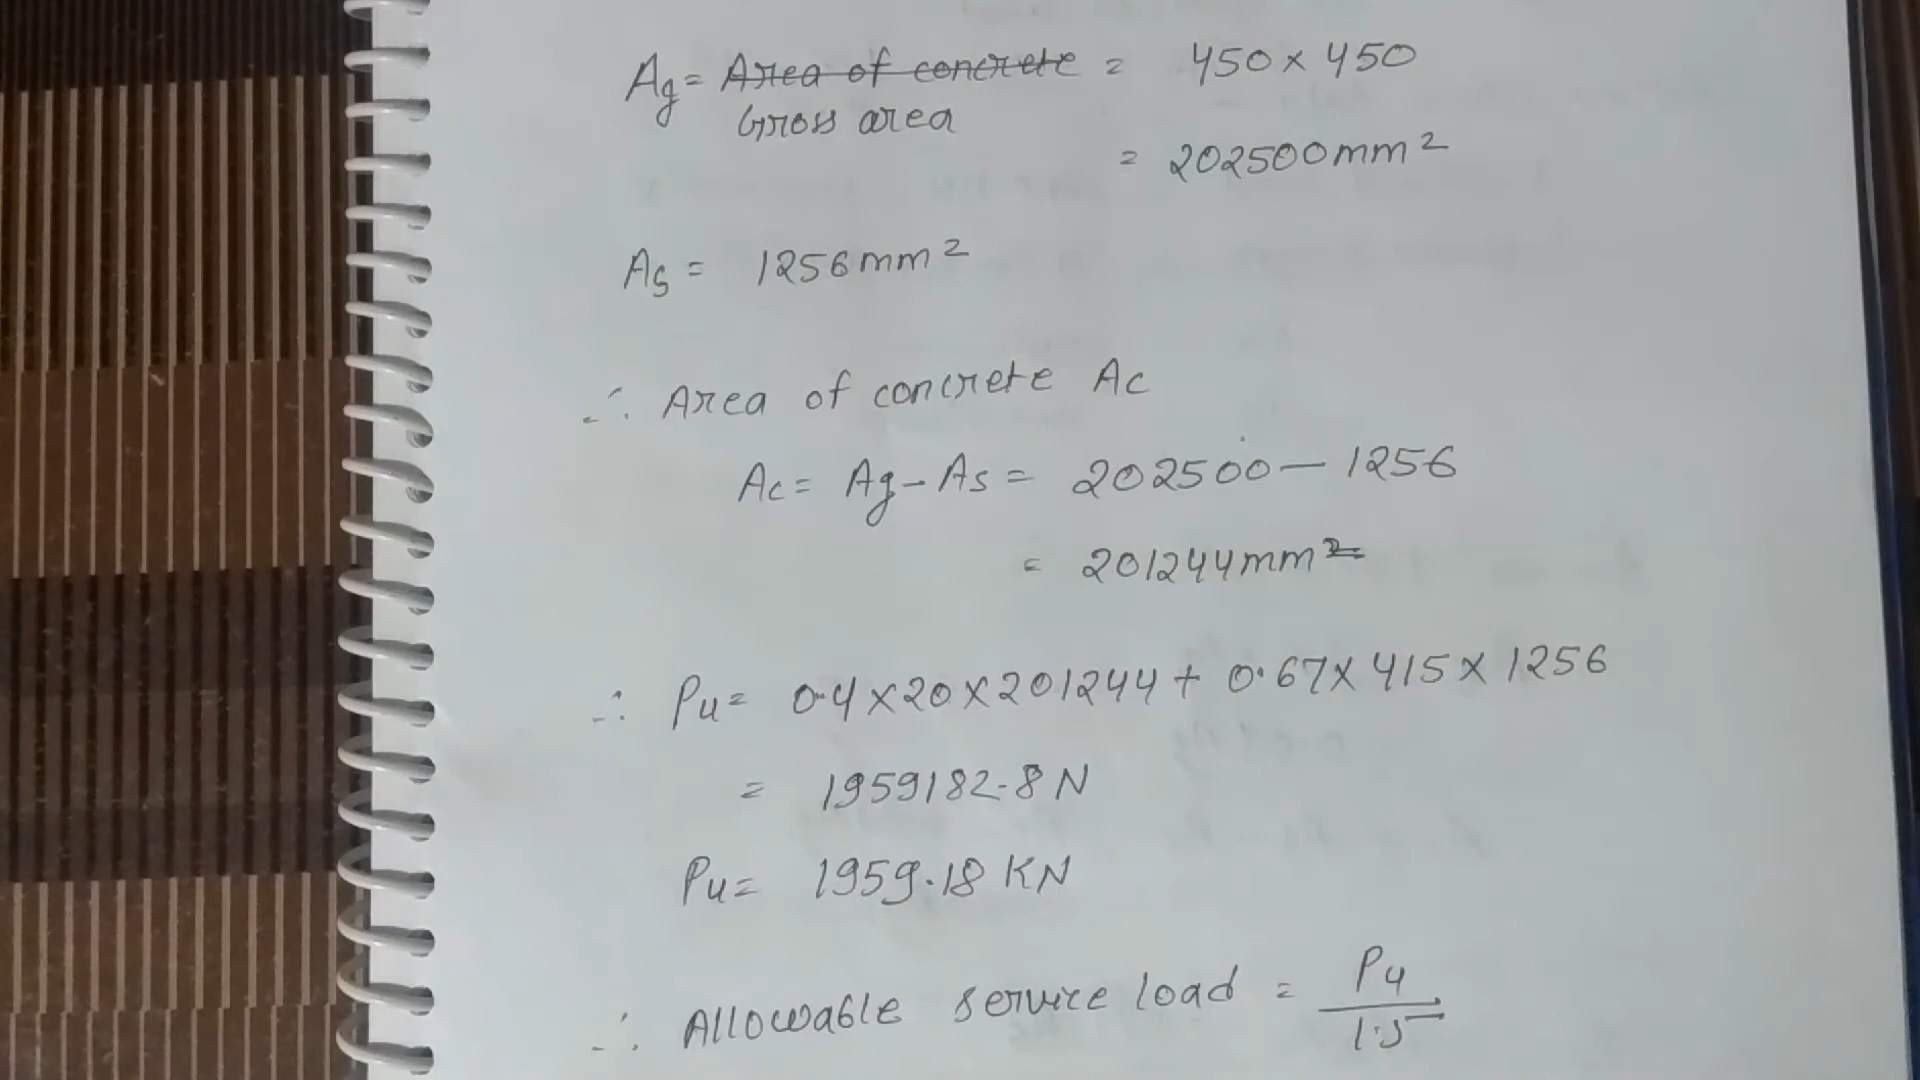 Ag = Area of concrete = 450 × 450
Gross area
= 202500mm²
As = 1256mm²
∴ Area of concrete Ac
Ac = Ag - As = 202500 - 1256
= 201244mm²
∴ Pu = 0.4 × 20 × 201244 + 0.67 × 415 × 1256
= 1959182.8 N
Pu = 1959.18 KN
∴ Allowable service load = Pu
1.5